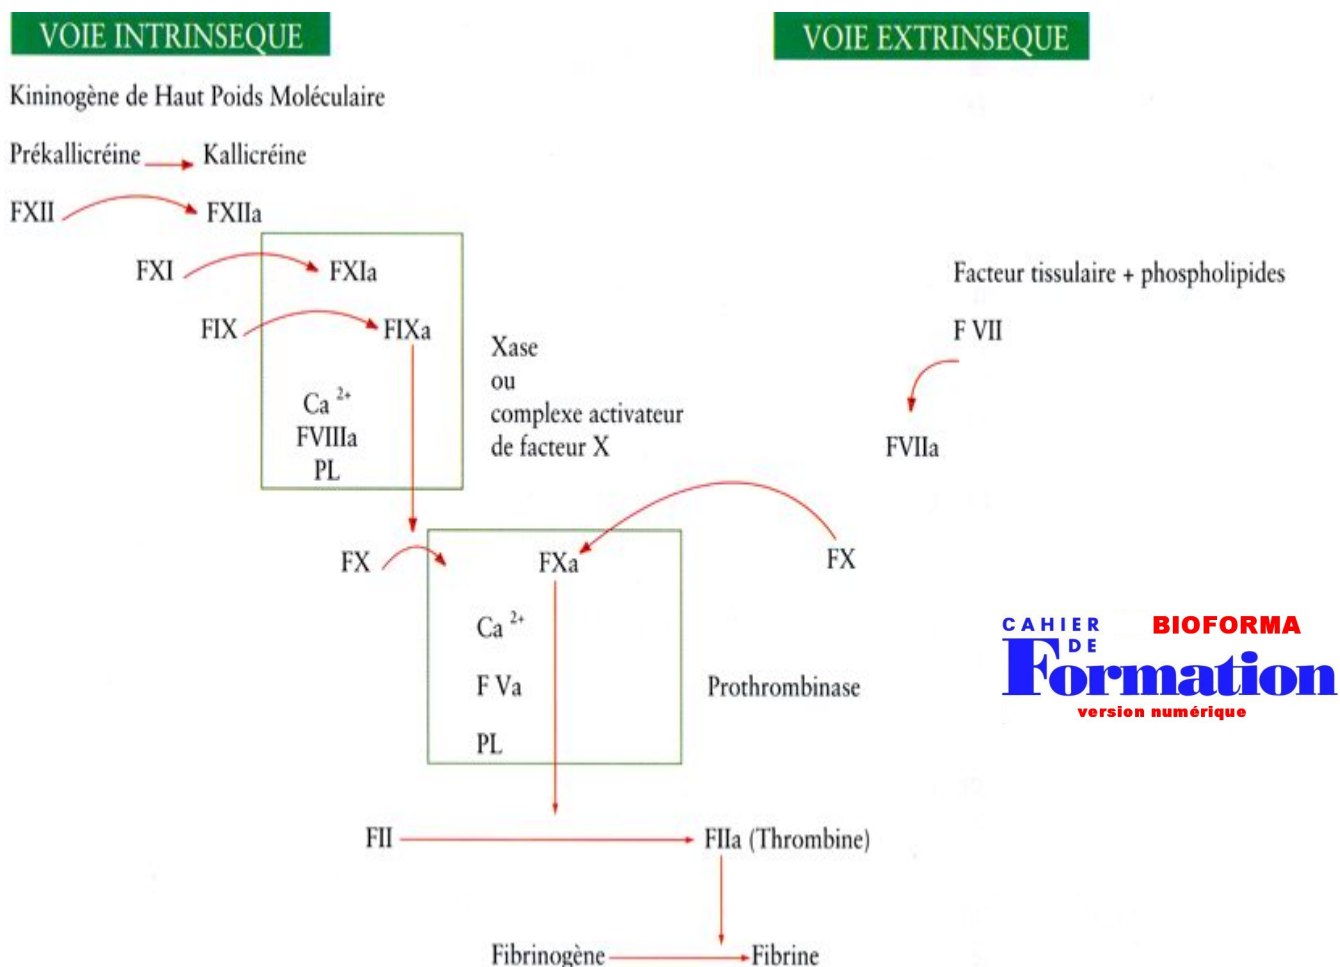 VOIE INTRINSEQUE
VOIE EXTRINSEQUE
Kininogène de Haut Poids Moléculaire
Prékallicréine Kallicréine
FXII FXIIa
FXI FXIa
Facteur tissulaire + phospholipides
FIX FIXa
F VII
Xase
ou
complexe activateur
de facteur X
Ca 2+
FVIIIa
PL
FVIIa
FX FXa FX
Ca 2+
F Va
PL
Prothrombinase
CAHIER
DE
Formation
BIOFORMA
version numérique
FII FIIa (Thrombine)
Fibrinogène Fibrine